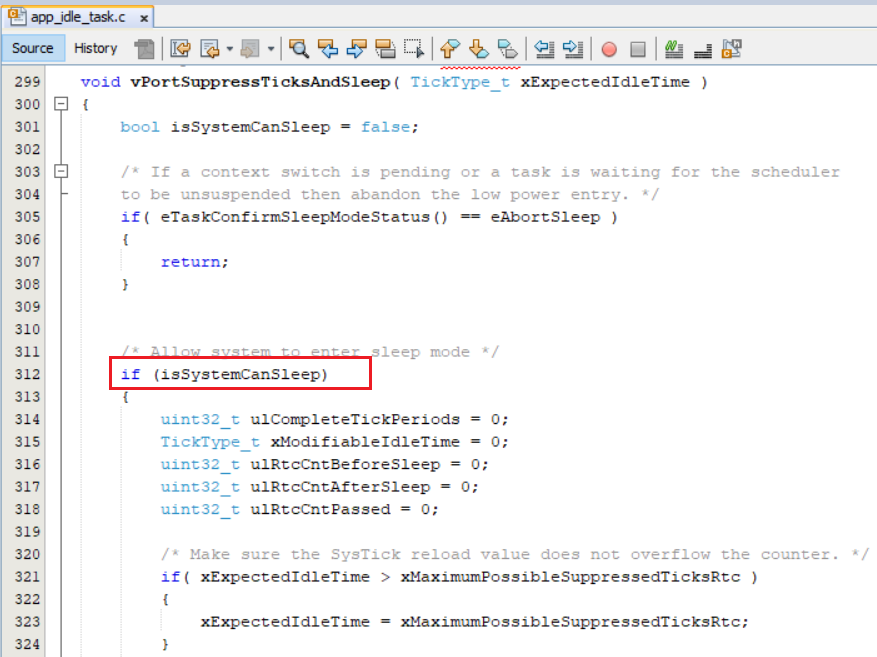 app_idle_task.c x
Source History
299 void vPortSuppressTicksAndSleep( TickType_t xExpectedIdleTime )
300 {
301 bool isSystemCanSleep = false;
302
303 /* If a context switch is pending or a task is waiting for the scheduler
304 to be unsuspended then abandon the low power entry. */
305 if( eTaskConfirmSleepModeStatus() == eAbortSleep )
306 {
307 return;
308 }
309
310
311 /* Allow system to enter sleep mode */
312 if (isSystemCanSleep)
313 {
314 uint32_t ulCompleteTickPeriods = 0;
315 TickType_t xModifiableIdleTime = 0;
316 uint32_t ulRtcCntBeforeSleep = 0;
317 uint32_t ulRtcCntAfterSleep = 0;
318 uint32_t ulRtcCntPassed = 0;
319
320 /* Make sure the SysTick reload value does not overflow the counter. */
321 if( xExpectedIdleTime > xMaximumPossibleSuppressedTicksRtc )
322 {
323 xExpectedIdleTime = xMaximumPossibleSuppressedTicksRtc;
324 }